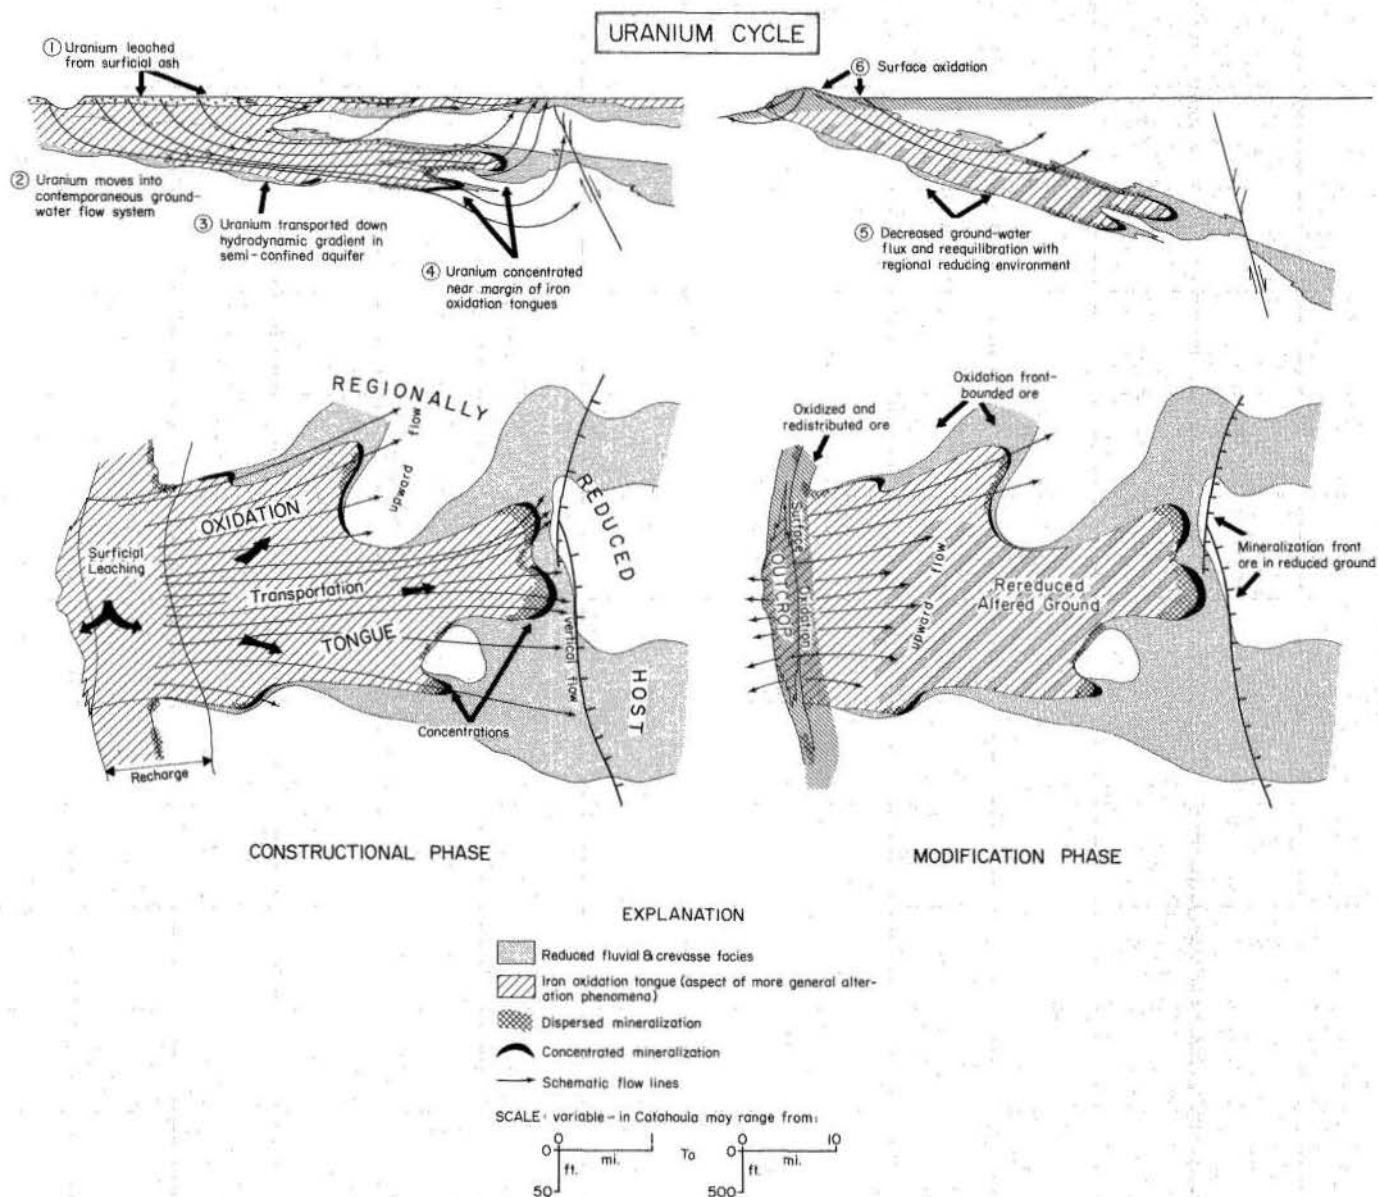 URANIUM CYCLE
① Uranium leached
from surficial ash
② Uranium moves into
contemporaneous ground-
water flow system
③ Uranium transported down
hydrodynamic gradient in
semi-confined aquifer
④ Uranium concentrated
near margin of iron
oxidation tongues
⑥ Surface oxidation
⑤ Decreased ground-water
flux and reequilibration with
regional reducing environment
REGIONALLY
REDUCED
HOST
upward flow
OXIDATION
Surficial
Leaching
Transportation
TONGUE
vertical flow
Concentrations
Recharge
CONSTRUCTIONAL PHASE
Oxidation front-
bounded ore
Oxidized and
redistributed ore
Surface Oxidation
OUTCROP
upward flow
Rereduced
Altered Ground
Mineralization front
ore in reduced ground
MODIFICATION PHASE
EXPLANATION
Reduced fluvial & crevasse facies
Iron oxidation tongue (aspect of more general alter-
ation phenomena)
Dispersed mineralization
Concentrated mineralization
Schematic flow lines
SCALE: variable – in Catahoula may range from:
0 1
0
ft. mi.
50
To
0 10
0
ft. mi.
500